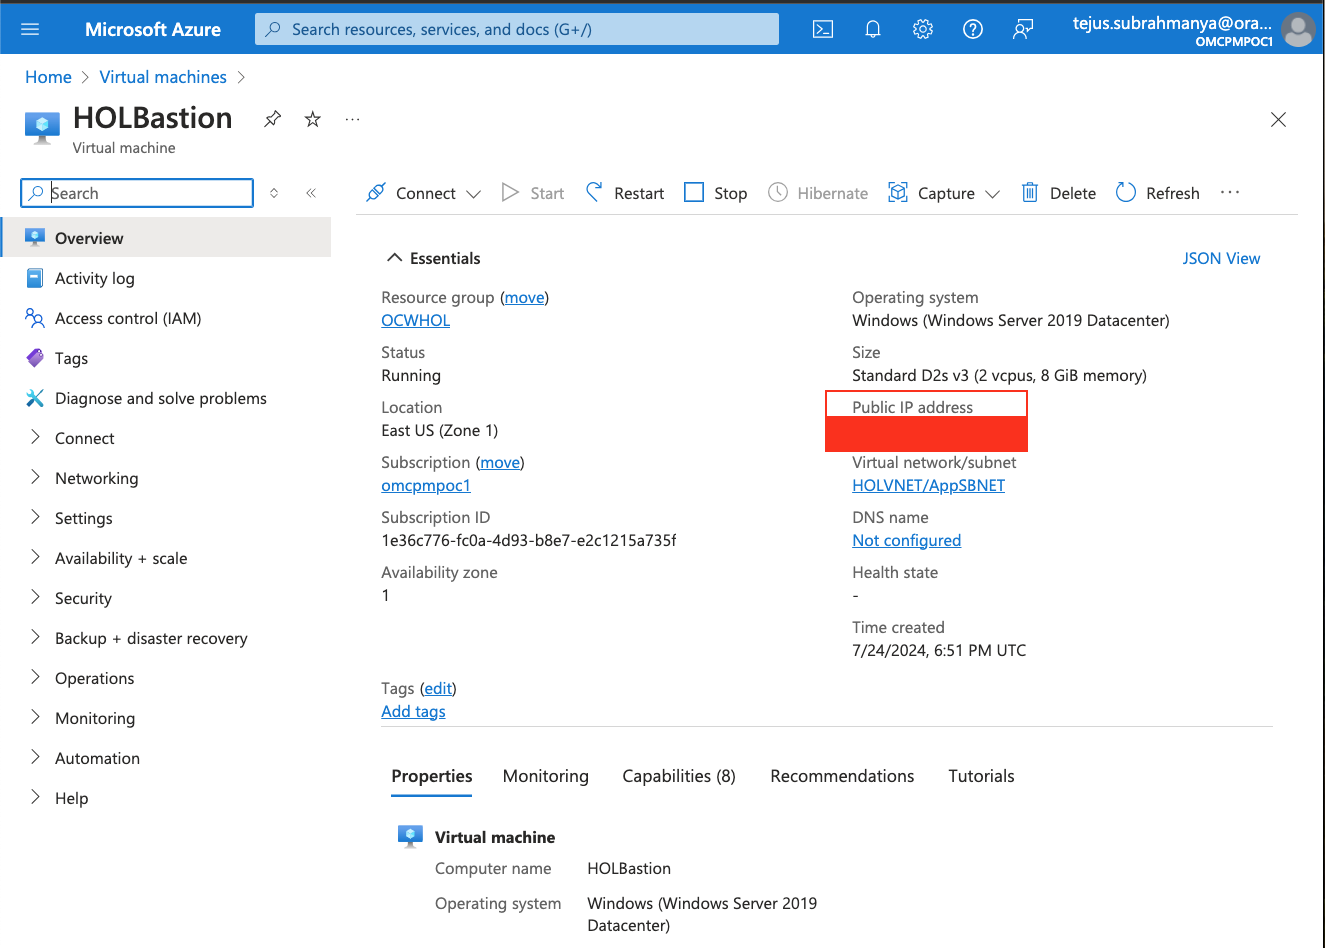 Microsoft Azure
Search resources, services, and docs (G+/)
tejus.subrahmanya@ora...
OMCPMPOC1
Home > Virtual machines >
HOLBastion
...
Virtual machine
Search
Connect
Start
Restart
Stop
Hibernate
Capture
Delete
Refresh
...
Overview
Activity log
Access control (IAM)
Tags
Diagnose and solve problems
Connect
Networking
Settings
Availability + scale
Security
Backup + disaster recovery
Operations
Monitoring
Automation
Help
Essentials
JSON View
Resource group (move)
OCWHOL
Status
Running
Location
East US (Zone 1)
Subscription (move)
omcpmpoc1
Subscription ID
1e36c776-fc0a-4d93-b8e7-e2c1215a735f
Availability zone
1
Operating system
Windows (Windows Server 2019 Datacenter)
Size
Standard D2s v3 (2 vcpus, 8 GiB memory)
Public IP address
Virtual network/subnet
HOLVNET/AppSBNET
DNS name
Not configured
Health state
-
Time created
7/24/2024, 6:51 PM UTC
Tags (edit)
Add tags
Properties
Monitoring
Capabilities (8)
Recommendations
Tutorials
Virtual machine
Computer name
HOLBastion
Operating system
Windows (Windows Server 2019
Datacenter)